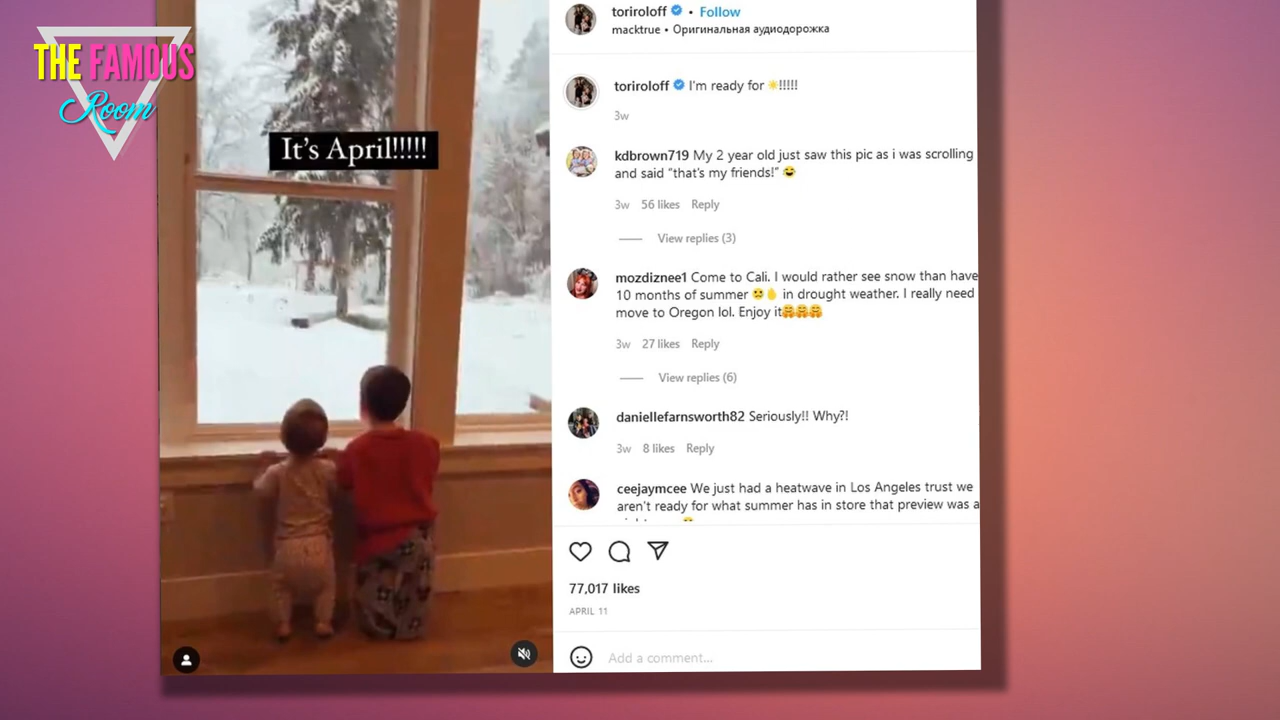 THE FAMOUS
Room
It's April!!!!!
toriroloff • Follow
macktrue • Оригинальная аудиодорожка
toriroloff I'm ready for ☀️!!!!!
3w
kdbrown719 My 2 year old just saw this pic as i was scrolling
and said “that's my friends!” 😂
3w 56 likes Reply
View replies (3)
mozdiznee1 Come to Cali. I would rather see snow than have
10 months of summer in drought weather. I really need
move to Oregon lol. Enjoy it🤗🤗🤗
3w 27 likes Reply
View replies (6)
daniellefarnsworth82 Seriously!! Why?!
3w 8 likes Reply
ceejaymcee We just had a heatwave in Los Angeles trust we
aren't ready for what summer has in store that preview was a
77,017 likes
APRIL 11
Add a comment...